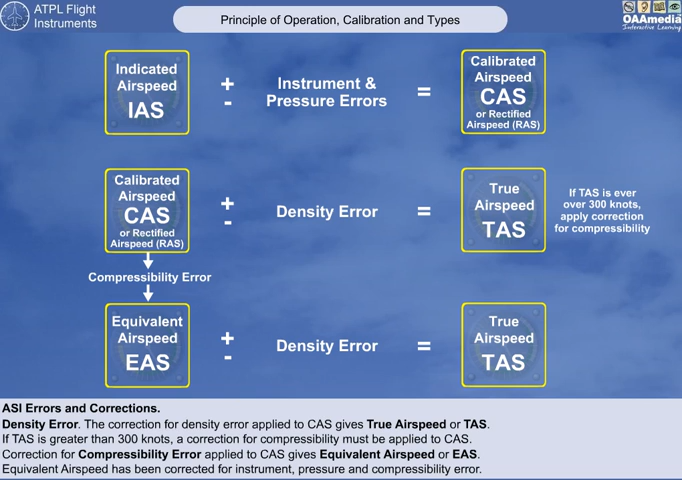 ATPL Flight
Instruments
Principle of Operation, Calibration and Types
OAAmedia
Interactive Learning
Indicated
Airspeed
IAS
+
-
Instrument &
Pressure Errors
=
Calibrated
Airspeed
CAS
or Rectified
Airspeed (RAS)
Calibrated
Airspeed
CAS
or Rectified
Airspeed (RAS)
+
-
Density Error
=
True
Airspeed
TAS
If TAS is ever
over 300 knots,
apply correction
for compressibility
Compressibility Error
Equivalent
Airspeed
EAS
+
-
Density Error
=
True
Airspeed
TAS
ASI Errors and Corrections.
Density Error. The correction for density error applied to CAS gives True Airspeed or TAS.
If TAS is greater than 300 knots, a correction for compressibility must be applied to CAS.
Correction for Compressibility Error applied to CAS gives Equivalent Airspeed or EAS.
Equivalent Airspeed has been corrected for instrument, pressure and compressibility error.